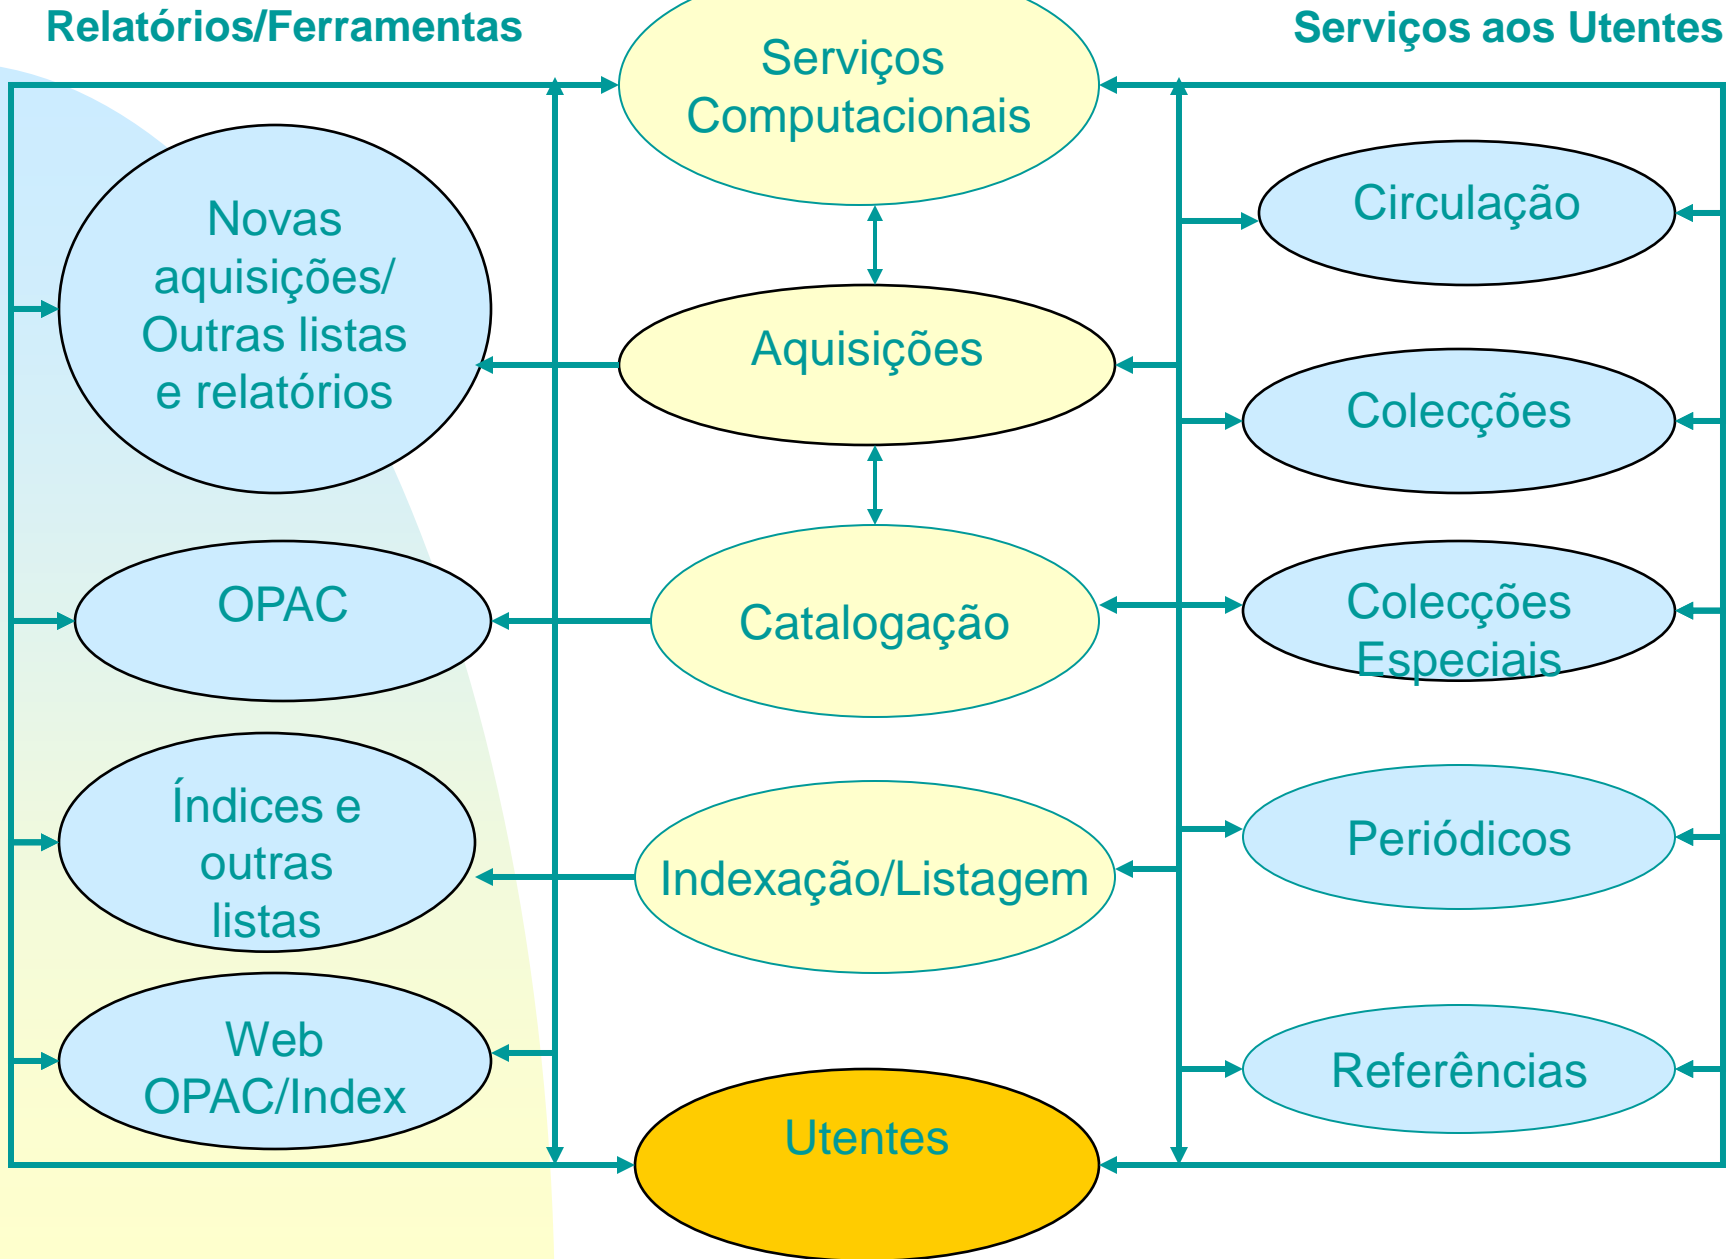 Relatórios/Ferramentas
Serviços aos Utentes
Serviços
Computacionais
Novas
aquisições/
Outras listas
e relatórios
Aquisições
Circulação
Colecções
OPAC
Catalogação
Colecções
Especiais
Índices e
outras
listas
Indexação/Listagem
Periódicos
Web
OPAC/Index
Utentes
Referências